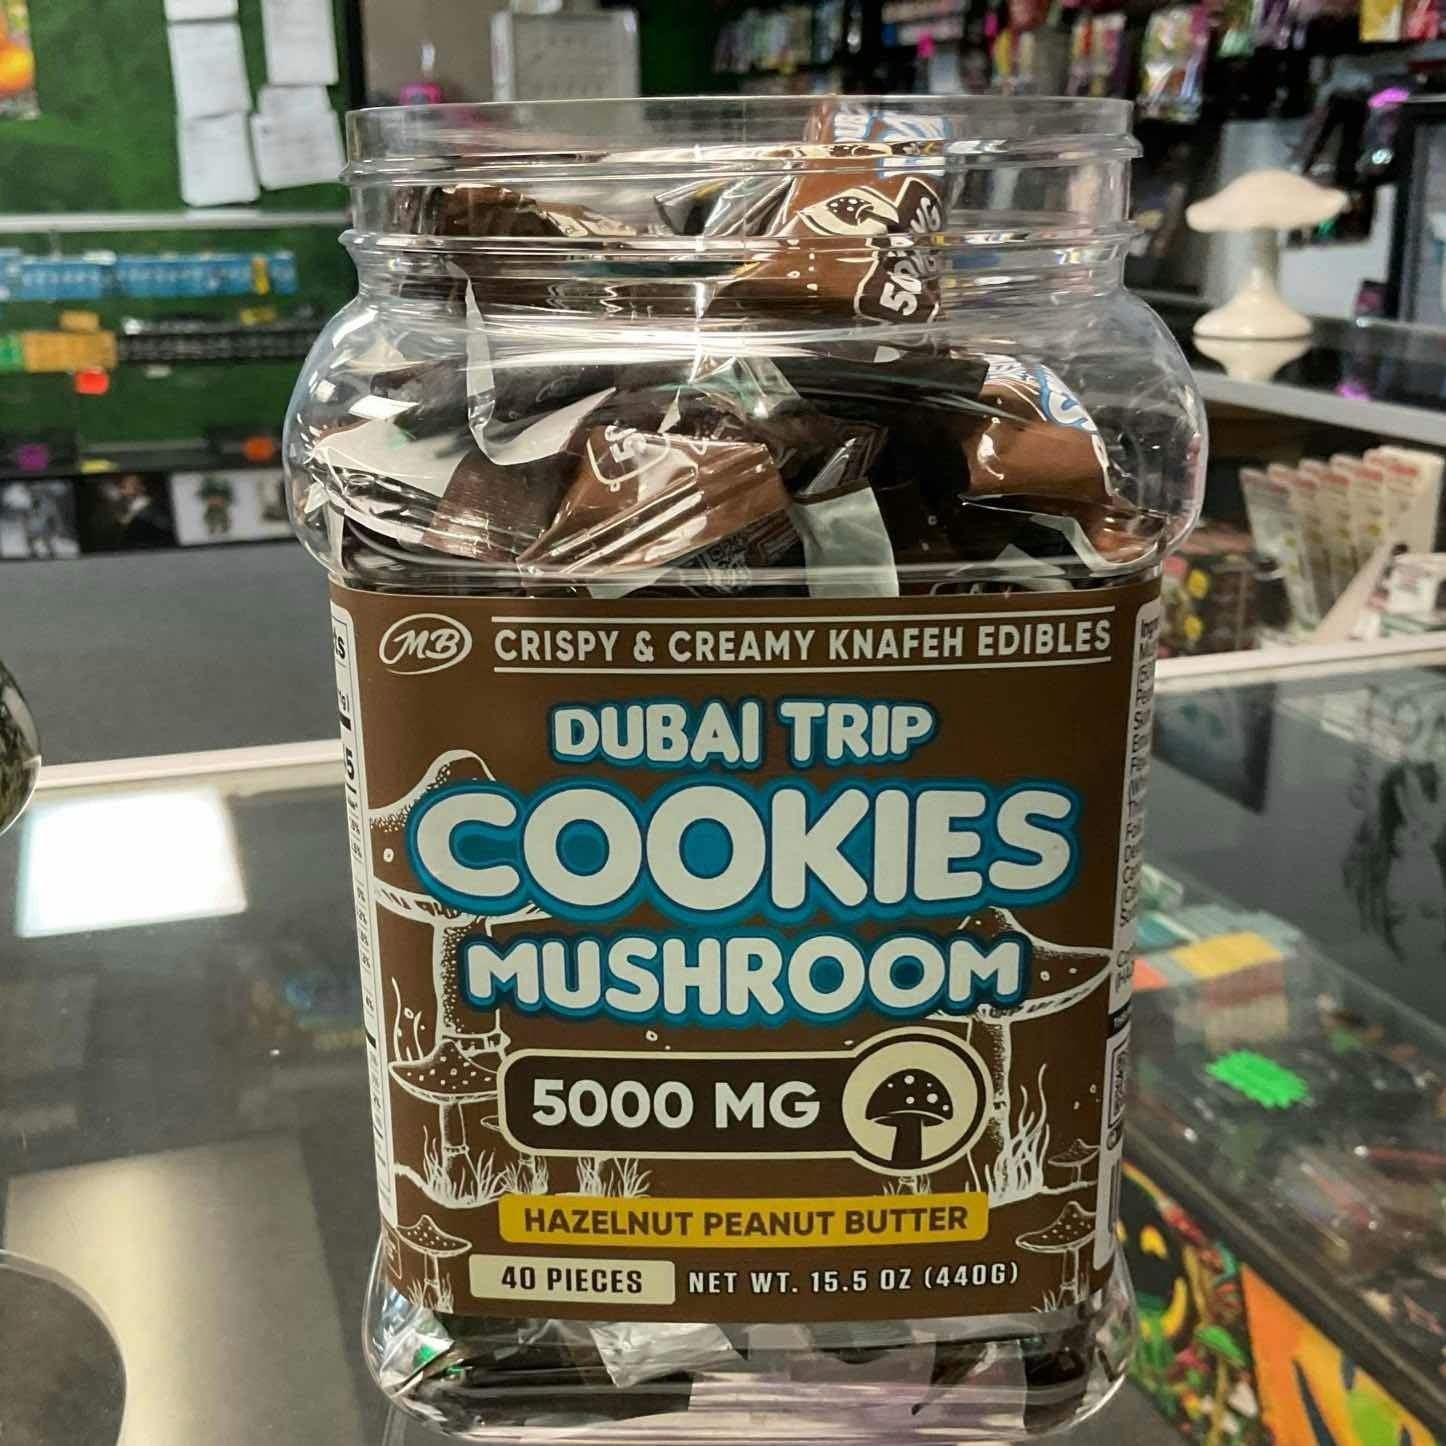 MB
CRISPY & CREAMY KNAFEH EDIBLES
DUBAI TRIP
COOKIES
MUSHROOM
5000 MG
HAZELNUT PEANUT BUTTER
40 PIECES NET WT. 15.5 OZ (440G)